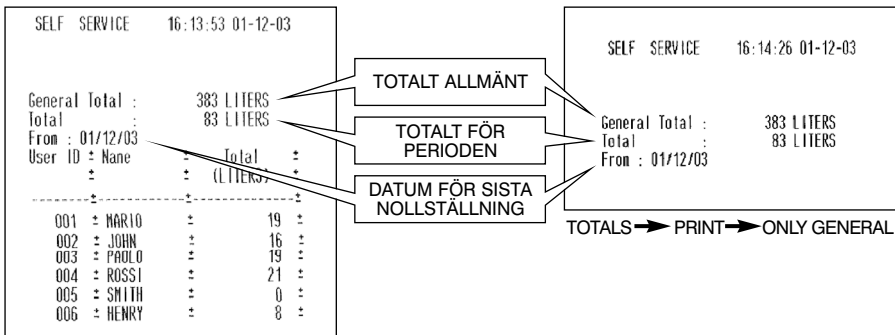 SELF SERVICE 16:13:53 01-12-03
General Total : 383 LITERS
Total : 83 LITERS
From : 01/12/03
User ID ± Name ± Total ±
± ± (LITERS) ±
001 ± MARIO ± 19 ±
002 ± JOHN ± 16 ±
003 ± PAOLO ± 19 ±
004 ± ROSSI ± 21 ±
005 ± SMITH ± 0 ±
006 ± HENRY ± 8 ±
TOTALT ALLMÄNT
TOTALT FÖR
PERIODEN
DATUM FÖR SISTA
NOLLSTÄLLNING
SELF SERVICE 16:14:26 01-12-03
General Total : 383 LITERS
Total : 83 LITERS
From : 01/12/03
TOTALS → PRINT → ONLY GENERAL